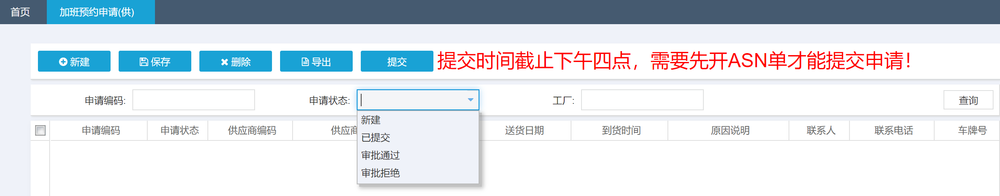 首页 加班预约申请(供)
新建 保存 删除 导出 提交 提交时间截止下午四点，需要先开ASN单才能提交申请！
申请编码: 申请状态: 工厂: 查询
申请编码 申请状态 供应商编码 供应商 送货日期 到货时间 原因说明 联系人 联系电话 车牌号
新建
已提交
审批通过
审批拒绝